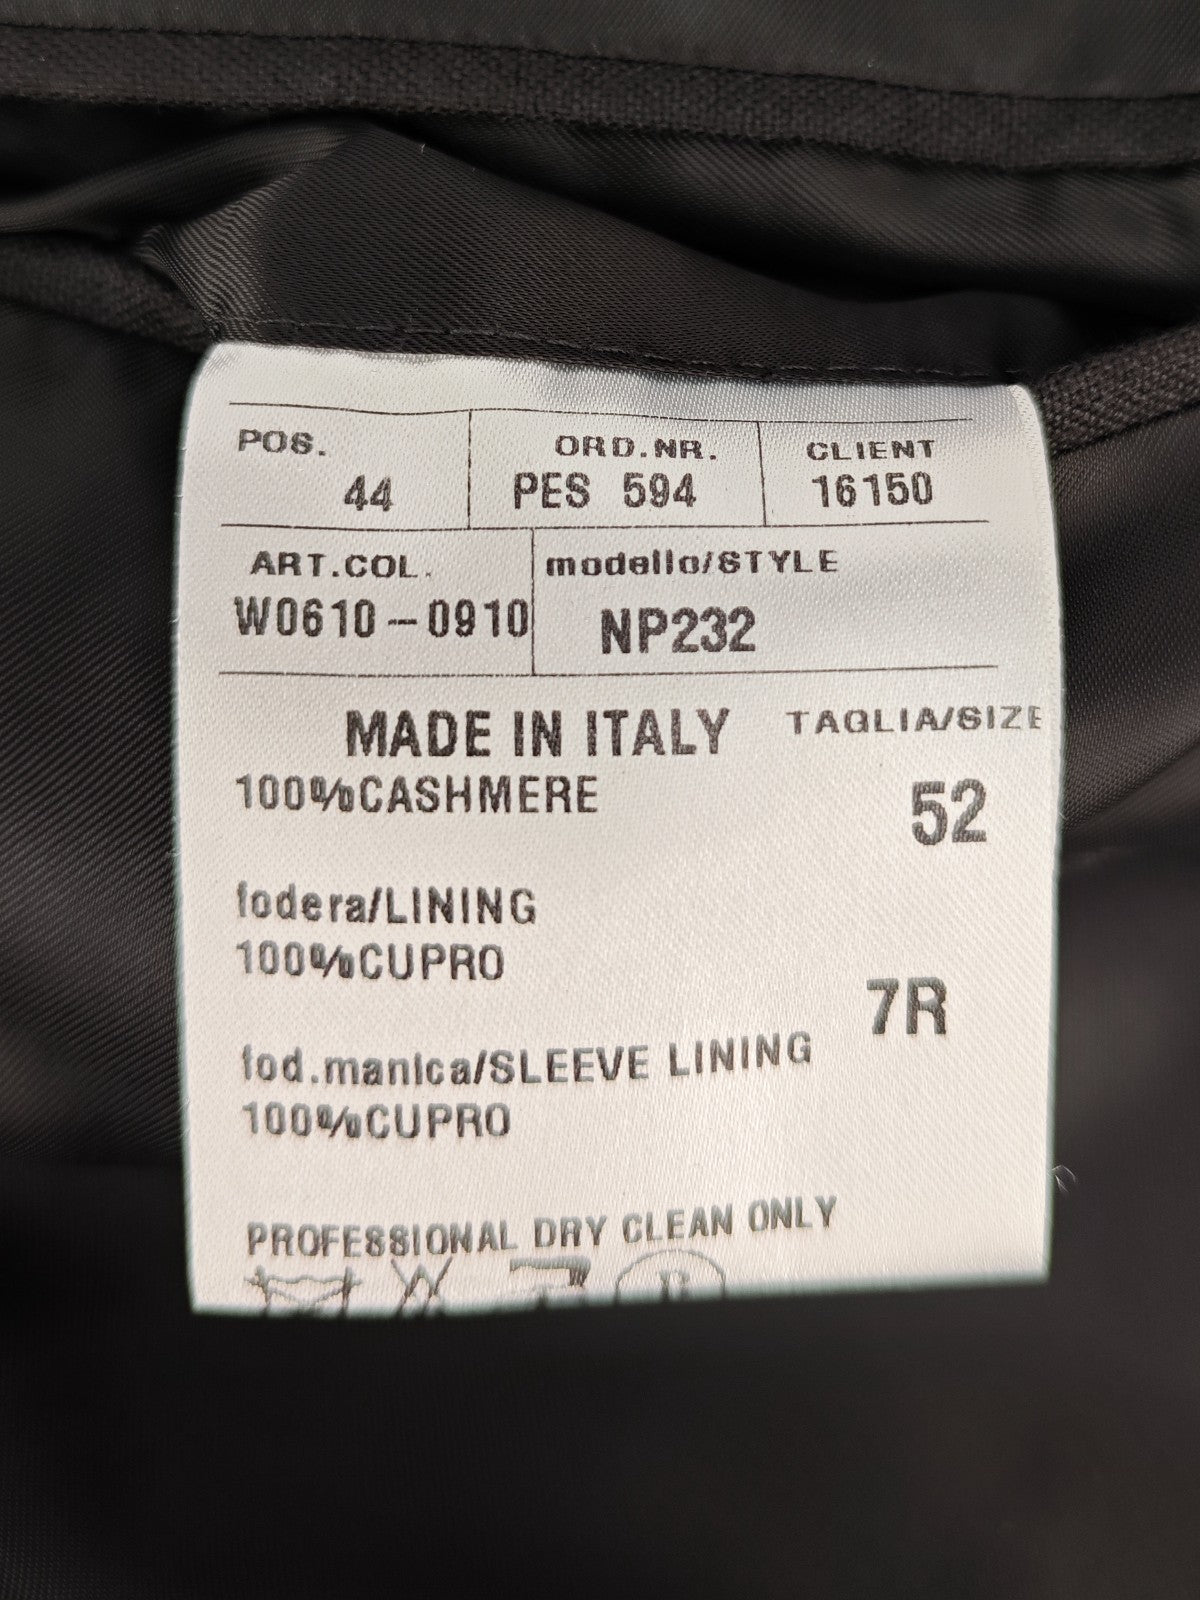 POS. ORD.NR. CLIENT
44 PES 594 16150
ART.COL. modello/STYLE
W0610-0910 NP232
MADE IN ITALY TAGLIA/SIZE
100%CASHMERE 52
fodera/LINING
100%CUPRO 7R
fod.manica/SLEEVE LINING
100%CUPRO
PROFESSIONAL DRY CLEAN ONLY